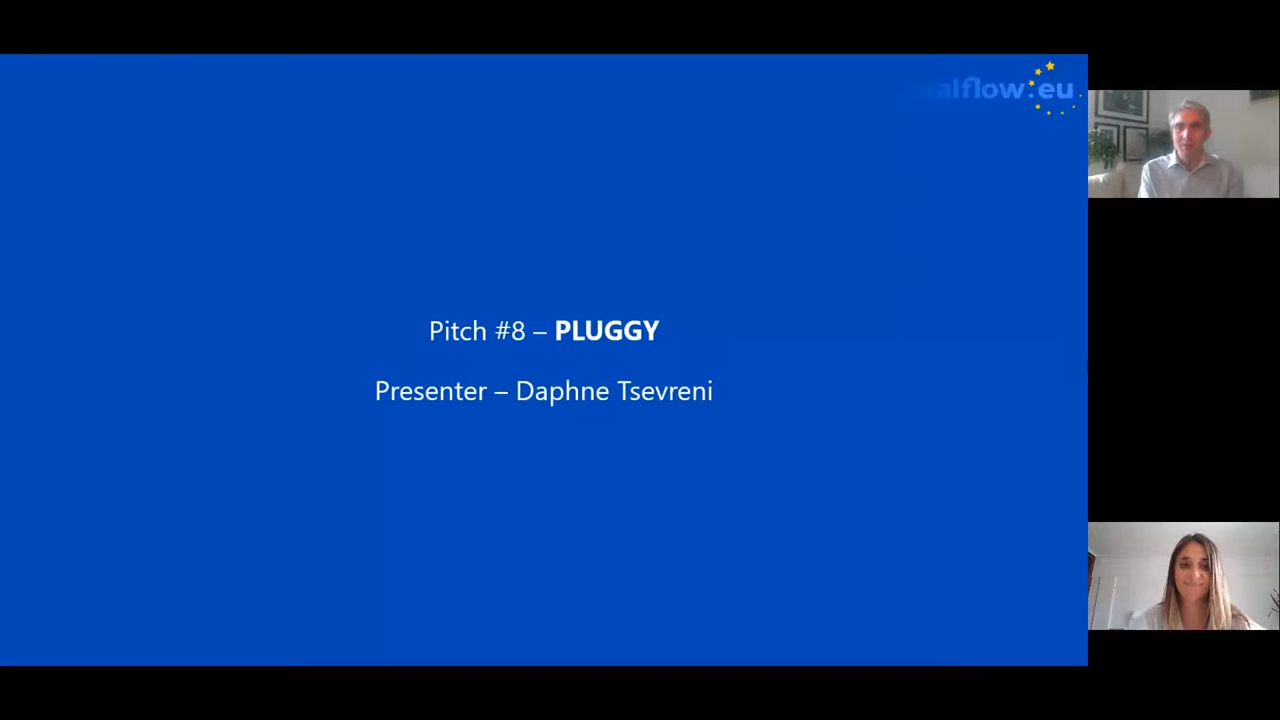 Pitch #8 – PLUGGY
Presenter – Daphne Tsevreni